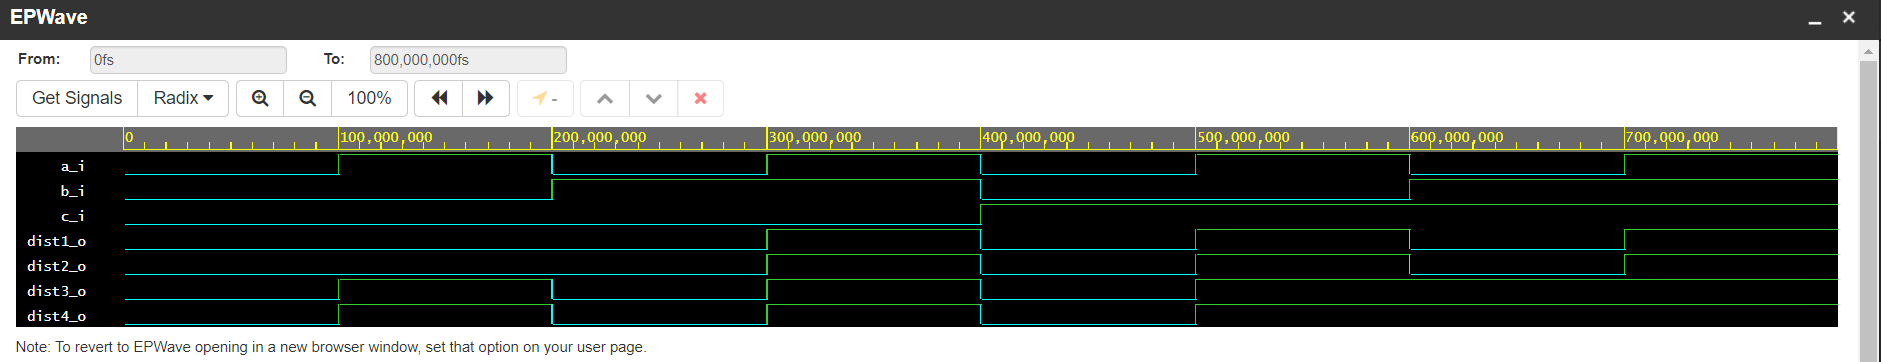 EPWave
From: 0fs To: 800,000,000fs
Get Signals Radix 100% -
0 100,000,000 200,000,000 300,000,000 400,000,000 500,000,000 600,000,000 700,000,000
a_i
b_i
c_i
dist1_o
dist2_o
dist3_o
dist4_o
Note: To revert to EPWave opening in a new browser window, set that option on your user page.